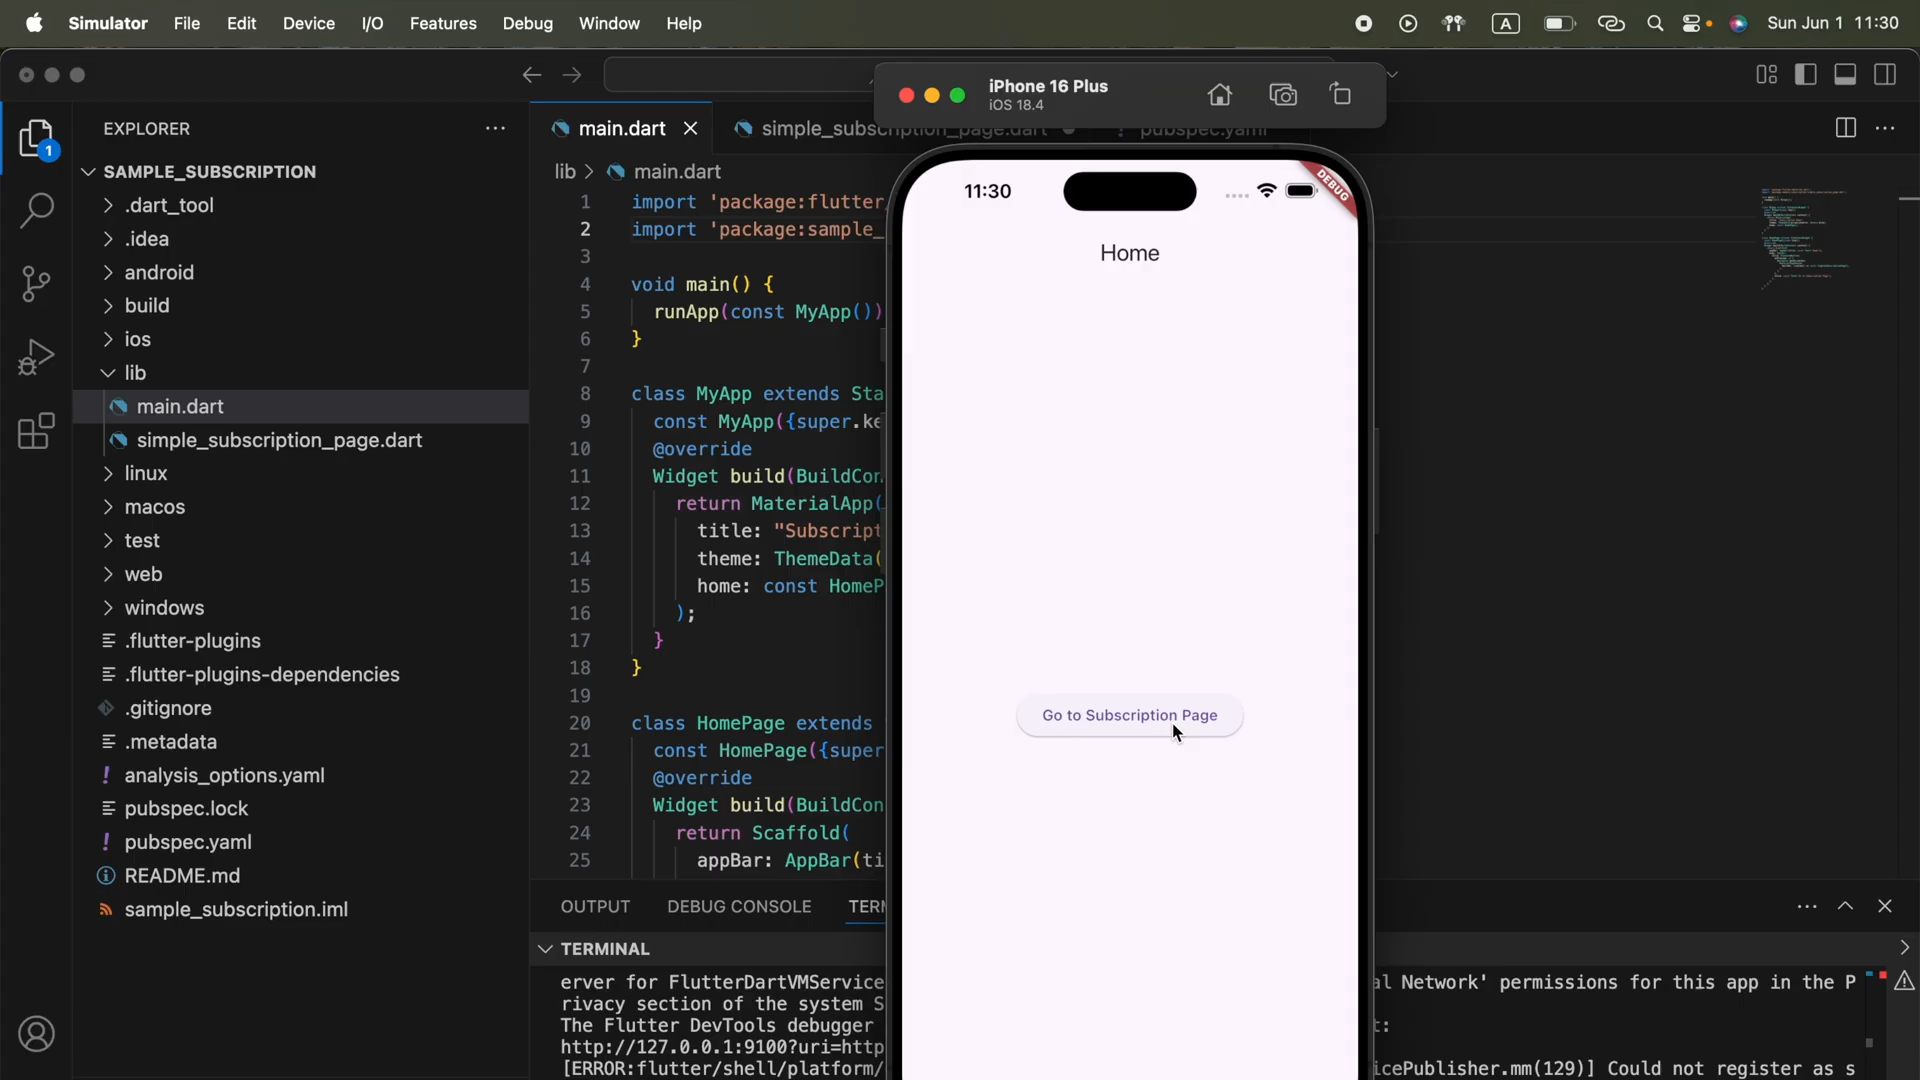 Simulator File Edit Device I/O Features Debug Window Help
A
Sun Jun 1 11:30
EXPLORER
SAMPLE_SUBSCRIPTION
.dart_tool
.idea
android
build
ios
lib
main.dart
simple_subscription_page.dart
linux
macos
test
web
windows
.flutter-plugins
.flutter-plugins-dependencies
.gitignore
.metadata
analysis_options.yaml
pubspec.lock
pubspec.yaml
README.md
sample_subscription.iml
1
main.dart
simple_subscription_page.dart
pubspec.yaml
lib > main.dart
1 import 'package:flutter
2 import 'package:sample_
3
4 void main() {
5 runApp(const MyApp())
6 }
7
8 class MyApp extends Sta
9 const MyApp({super.ke
10 @override
11 Widget build(BuildCon
12 return MaterialApp(
13 title: "Subscript
14 theme: ThemeData(
15 home: const HomeP
16 );
17 }
18 }
19
20 class HomePage extends
21 const HomePage({super
22 @override
23 Widget build(BuildCon
24 return Scaffold(
25 appBar: AppBar(ti
OUTPUT DEBUG CONSOLE TERM
TERMINAL
erver for FlutterDartVMService
rivacy section of the system S
The Flutter DevTools debugger
http://127.0.0.1:9100?uri=http
[ERROR:flutter/shell/platform/
al Network' permissions for this app in the P
t:
icePublisher.mm(129)] Could not register as s
iPhone 16 Plus
iOS 18.4
11:30
DEBUG
Home
Go to Subscription Page